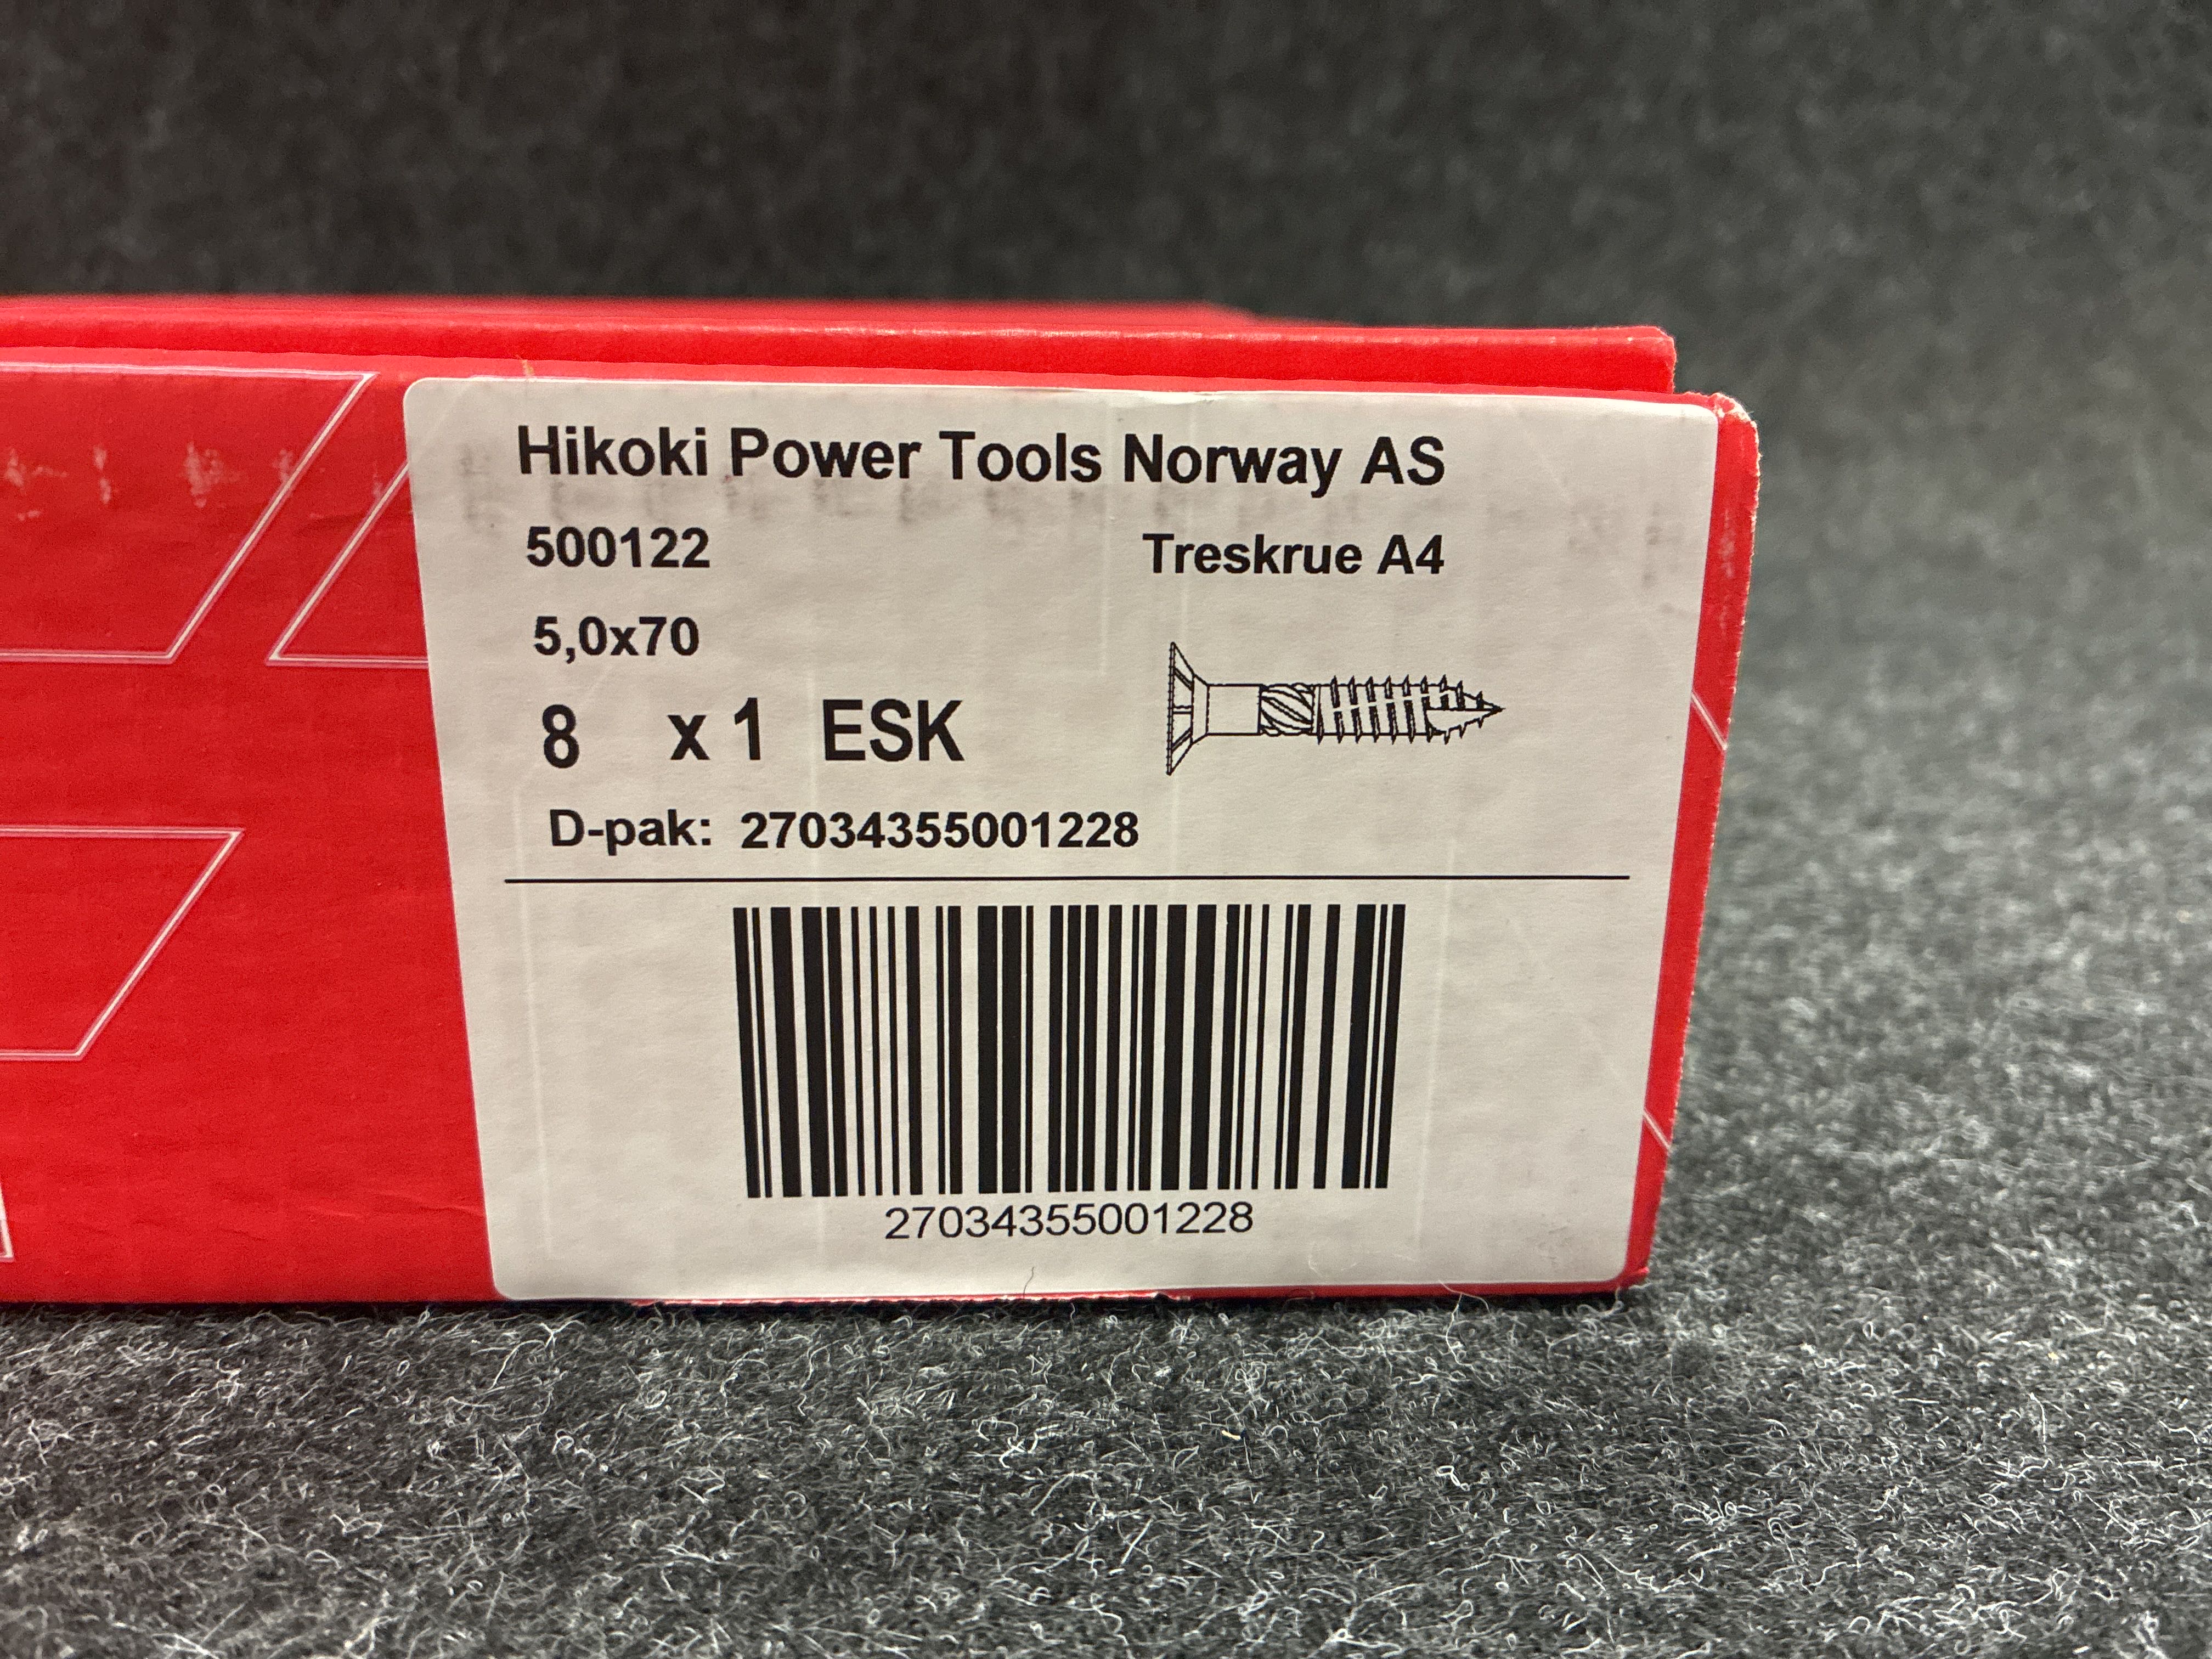 Hikoki Power Tools Norway AS
500122 Treskrue A4
5,0x70
8 x 1 ESK
D-pak: 27034355001228
27034355001228